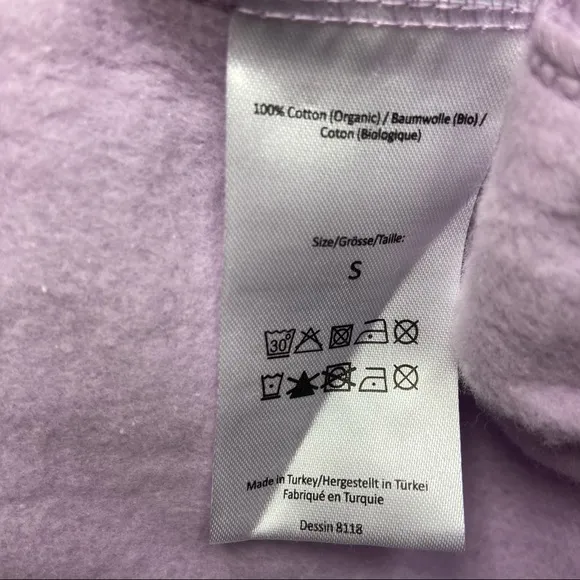 100% Cotton (Organic) / Baumwolle (Bio) /
Coton (Biologique)
Size/Grösse/Taille:
S
30°
Made in Turkey/Hergestellt in Türkei
Fabriqué en Turquie
Dessin 8118